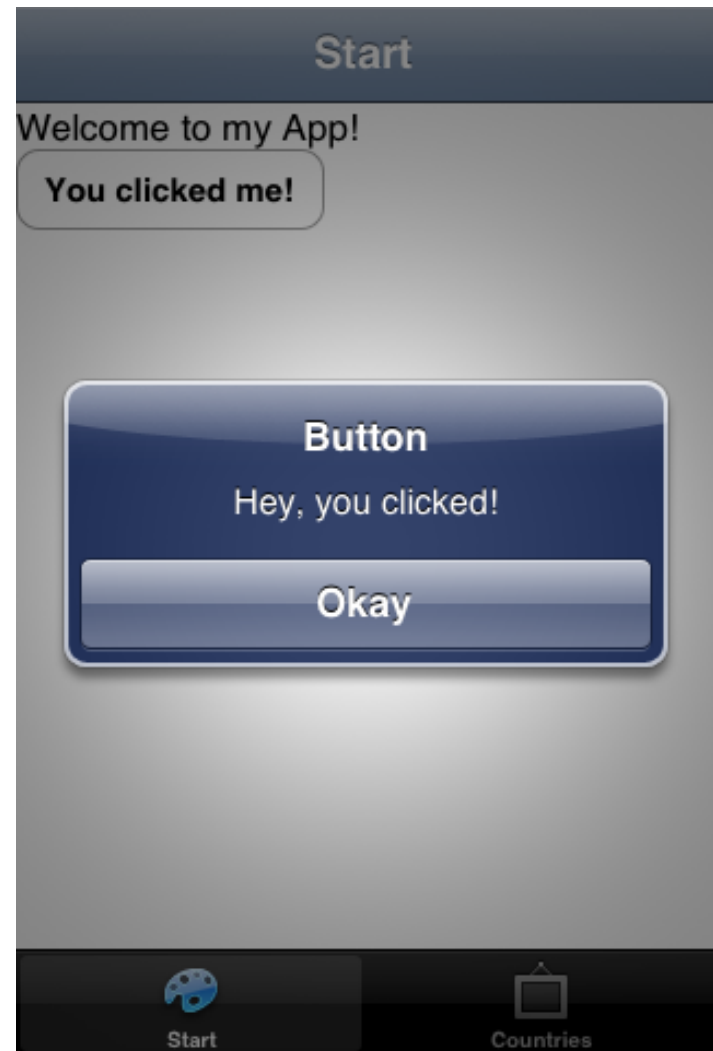 Start
Welcome to my App!
You clicked me!
Button
Hey, you clicked!
Okay
Start
Countries